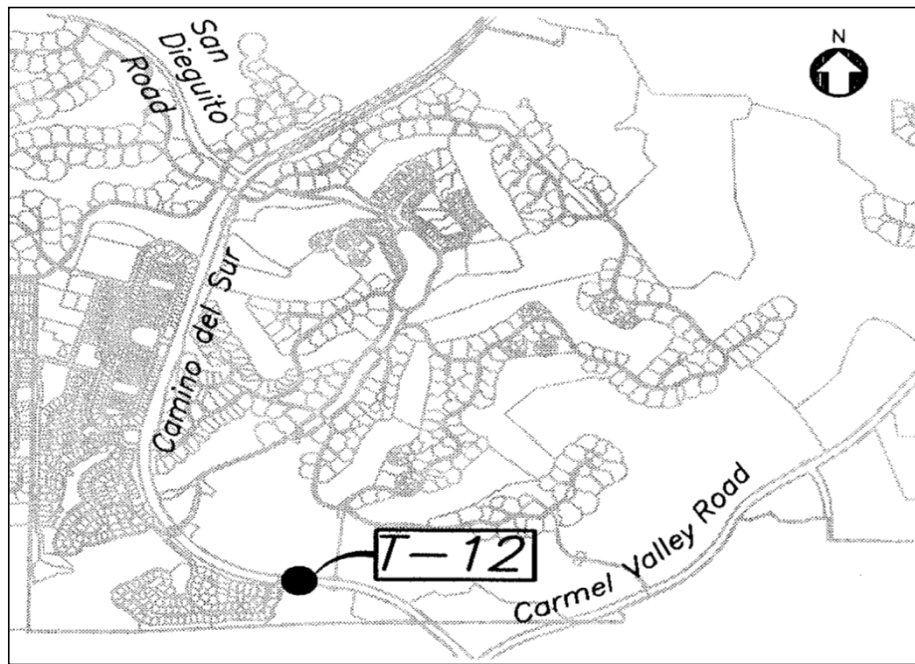 San
Dieguito
Road
N
Camino del Sur
T-12
Carmel Valley Road